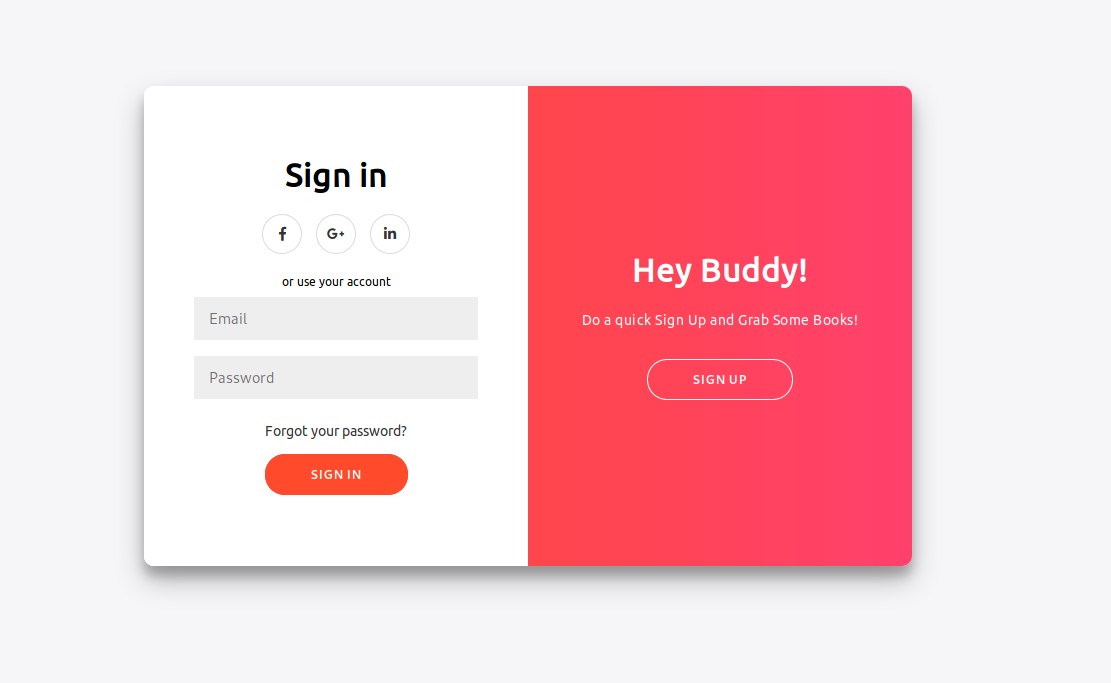 Sign in
f G+ in
or use your account
Email
Password
Forgot your password?
SIGN IN
Hey Buddy!
Do a quick Sign Up and Grab Some Books!
SIGN UP